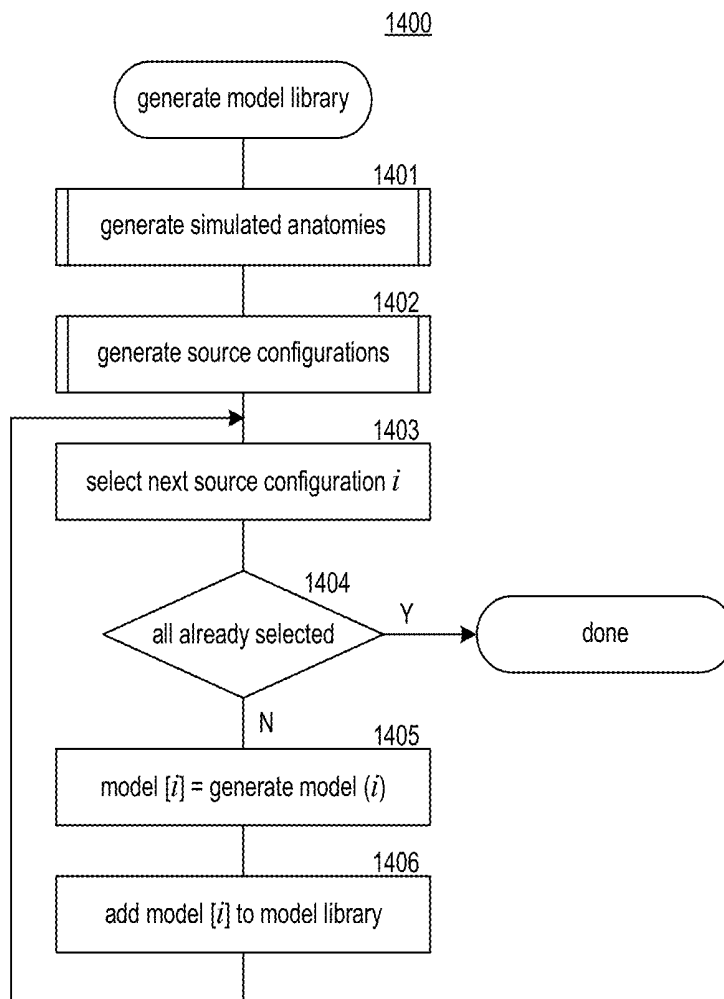 1400
generate model library
1401
generate simulated anatomies
1402
generate source configurations
1403
select next source configuration i
1404
all already selected
Y
done
N
1405
model [i] = generate model (i)
1406
add model [i] to model library